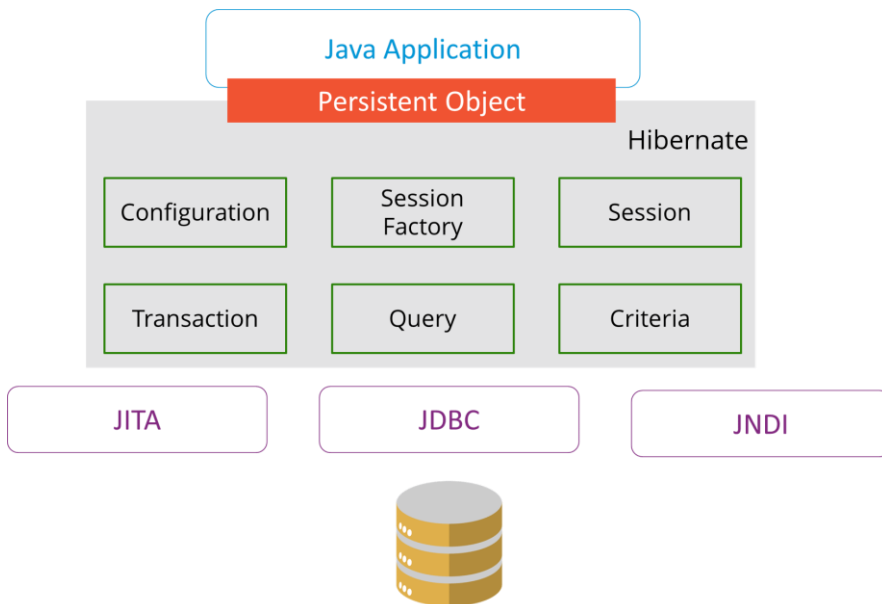 Java Application
Persistent Object
Hibernate
Configuration
Session
Factory
Session
Transaction
Query
Criteria
JITA
JDBC
JNDI